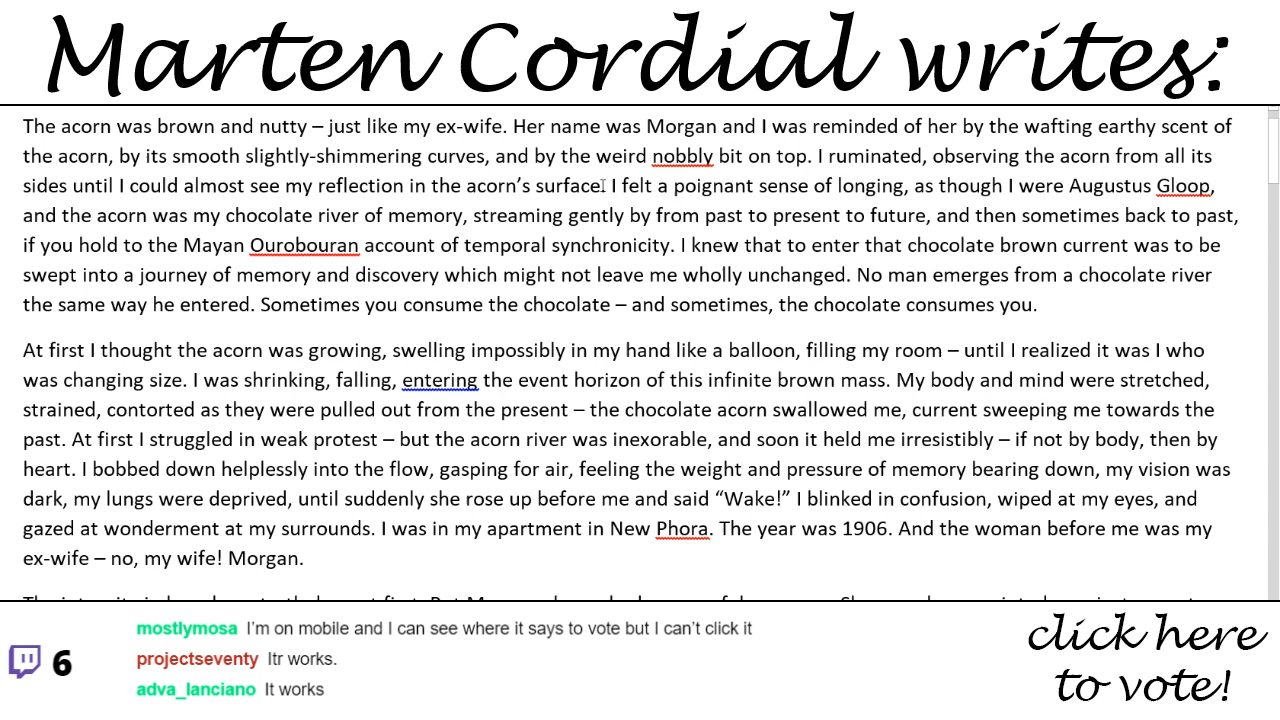 Marten Cordial writes:
The acorn was brown and nutty – just like my ex-wife. Her name was Morgan and I was reminded of her by the wafting earthy scent of
the acorn, by its smooth slightly-shimmering curves, and by the weird nobbly bit on top. I ruminated, observing the acorn from all its
sides until I could almost see my reflection in the acorn’s surface. I felt a poignant sense of longing, as though I were Augustus Gloop,
and the acorn was my chocolate river of memory, streaming gently by from past to present to future, and then sometimes back to past,
if you hold to the Mayan Ourobouran account of temporal synchronicity. I knew that to enter that chocolate brown current was to be
swept into a journey of memory and discovery which might not leave me wholly unchanged. No man emerges from a chocolate river
the same way he entered. Sometimes you consume the chocolate – and sometimes, the chocolate consumes you.
At first I thought the acorn was growing, swelling impossibly in my hand like a balloon, filling my room – until I realized it was I who
was changing size. I was shrinking, falling, entering the event horizon of this infinite brown mass. My body and mind were stretched,
strained, contorted as they were pulled out from the present – the chocolate acorn swallowed me, current sweeping me towards the
past. At first I struggled in weak protest – but the acorn river was inexorable, and soon it held me irresistibly – if not by body, then by
heart. I bobbed down helplessly into the flow, gasping for air, feeling the weight and pressure of memory bearing down, my vision was
dark, my lungs were deprived, until suddenly she rose up before me and said “Wake!” I blinked in confusion, wiped at my eyes, and
gazed at wonderment at my surrounds. I was in my apartment in New Phora. The year was 1906. And the woman before me was my
ex-wife – no, my wife! Morgan.
6
mostlymosa I’m on mobile and I can see where it says to vote but I can’t click it
projectseventy Itr works.
adva_lanciano It works
click here
to vote!